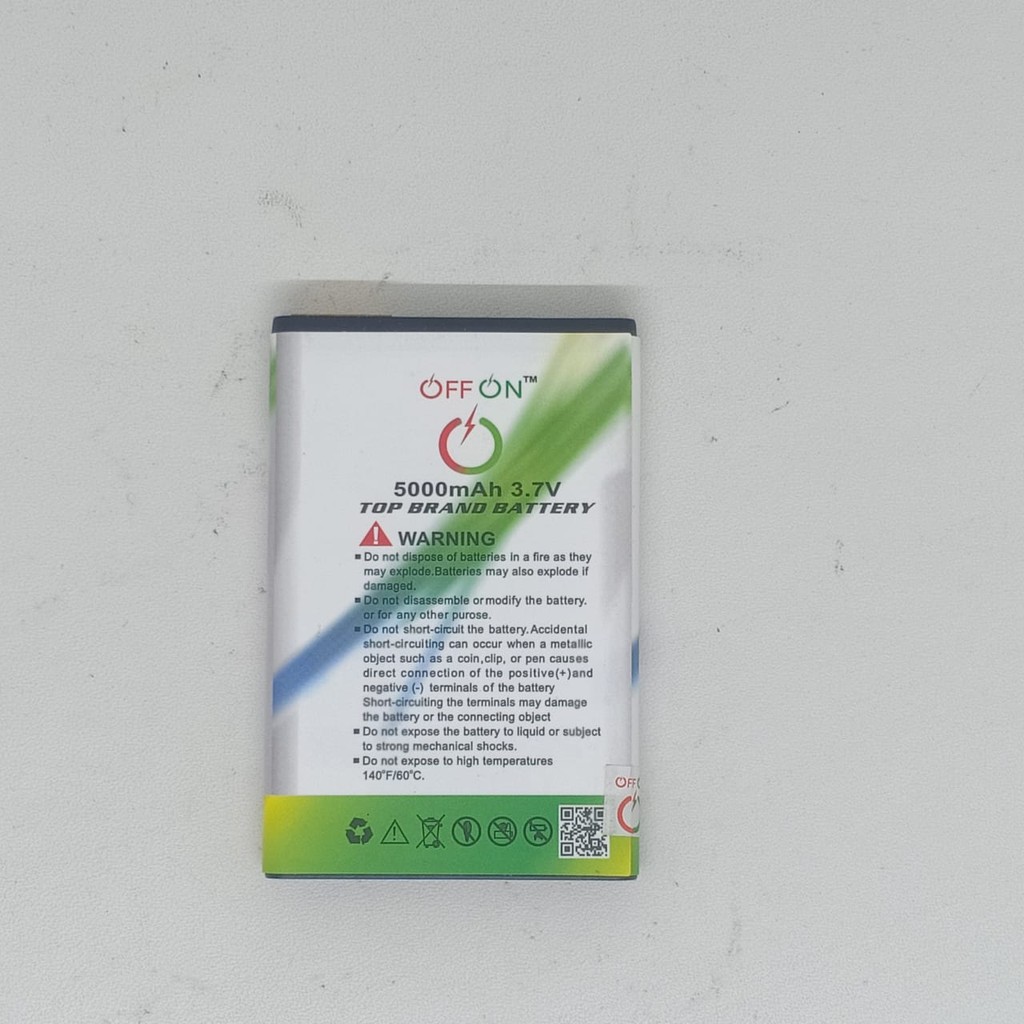 OFF ON™
5000mAh 3.7V
TOP BRAND BATTERY
WARNING
▪ Do not dispose of batteries in a fire as they
may explode.Batteries may also explode if
damaged.
▪ Do not disassemble or modify the battery.
or for any other purose.
▪ Do not short-circuit the battery. Accidental
short-circuiting can occur when a metallic
object such as a coin,clip, or pen causes
direct connection of the positive(+)and
negative (-) terminals of the battery
Short-circuiting the terminals may damage
the battery or the connecting object
▪ Do not expose the battery to liquid or subject
to strong mechanical shocks.
▪ Do not expose to high temperatures
140°F/60°C.
OFF